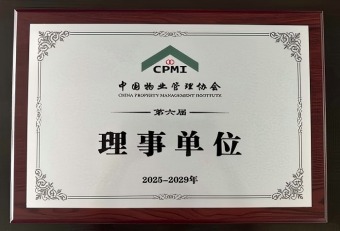 CPMI
中国物业管理协会
CHINA PROPERTY MANAGEMENT INSTITUTE
第六届
理事单位
2025-2029年